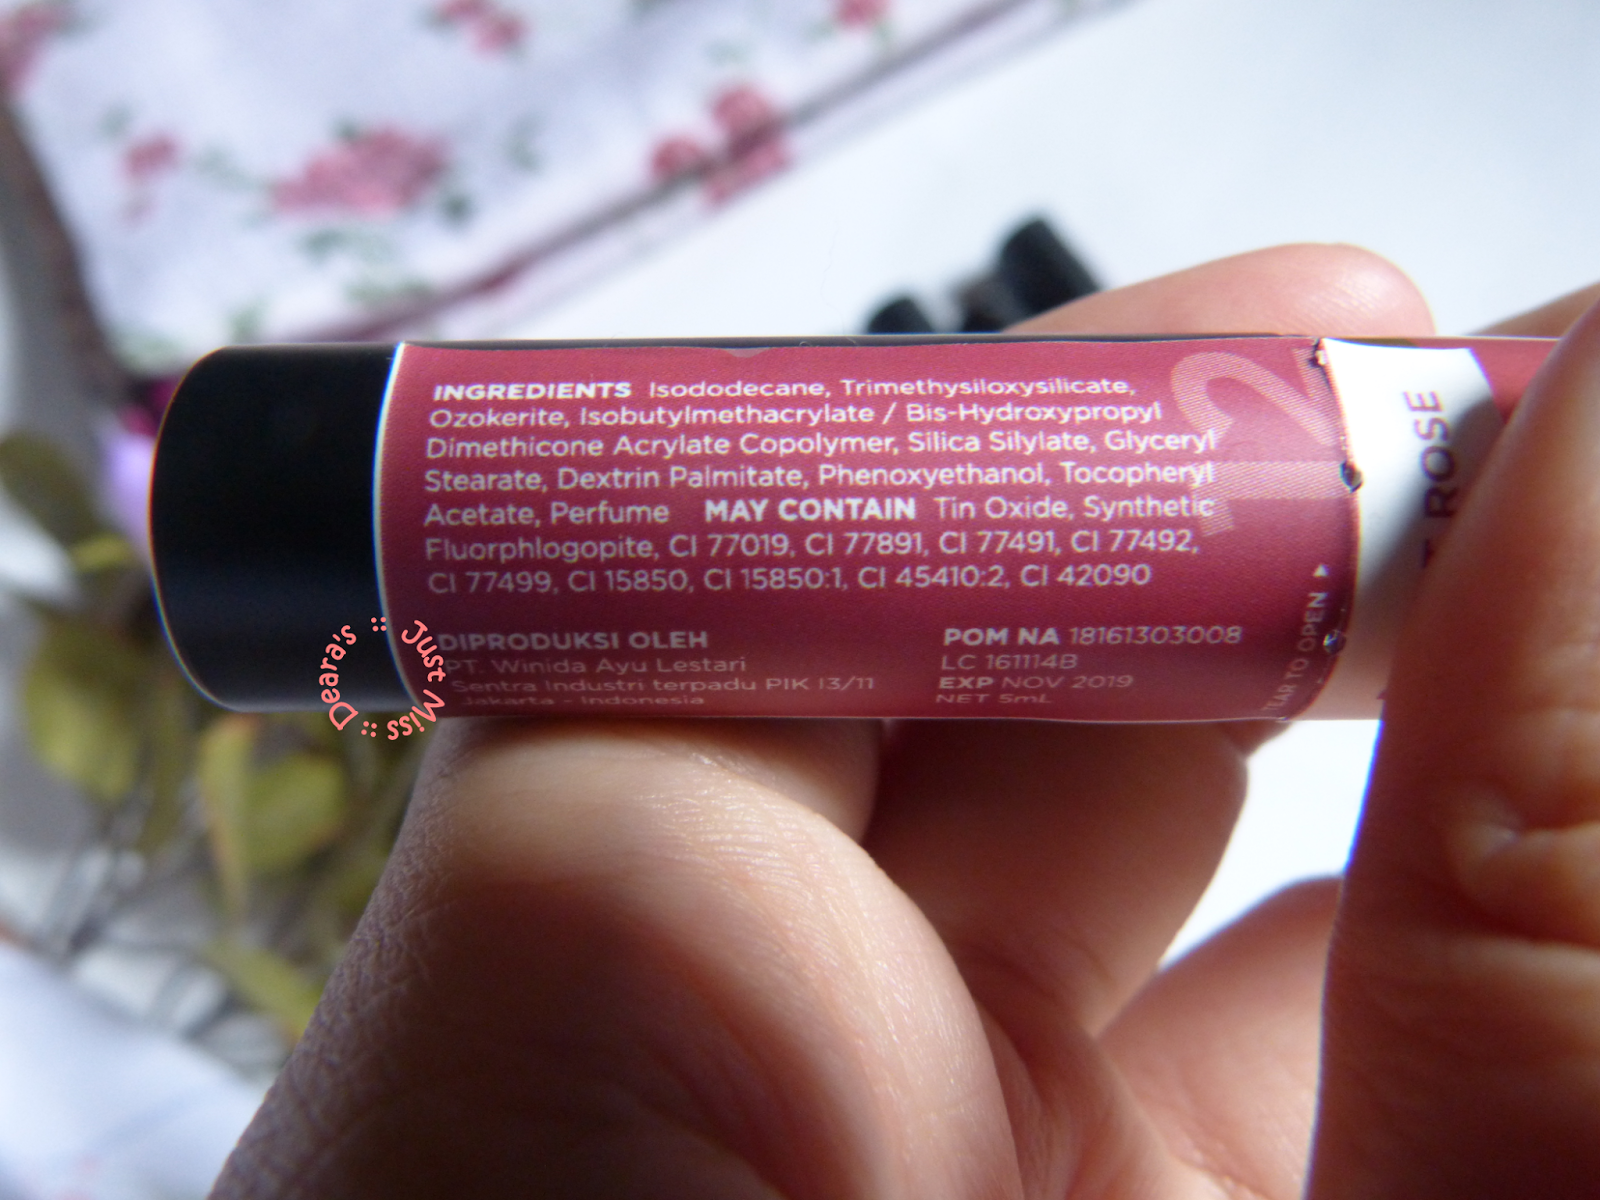 INGREDIENTS Isododecane, Trimethysiloxysilicate,
Ozokerite, Isobutylmethacrylate / Bis-Hydroxypropyl
Dimethicone Acrylate Copolymer, Silica Silylate, Glyceryl
Stearate, Dextrin Palmitate, Phenoxyethanol, Tocopheryl
Acetate, Perfume MAY CONTAIN Tin Oxide, Synthetic
Fluorphlogopite, CI 77019, CI 77891, CI 77491, CI 77492,
CI 77499, CI 15850, CI 15850:1, CI 45410:2, CI 42090
DIPRODUKSI OLEH
PT. Winida Ayu Lestari
Sentra Industri terpadu PIK 13/11
Jakarta - Indonesia
POM NA 18161303008
LC 161114B
EXP NOV 2019
NET 5mL
12
TEAR TO OPEN ►
ROSE
Deara's :: Just Miss ::